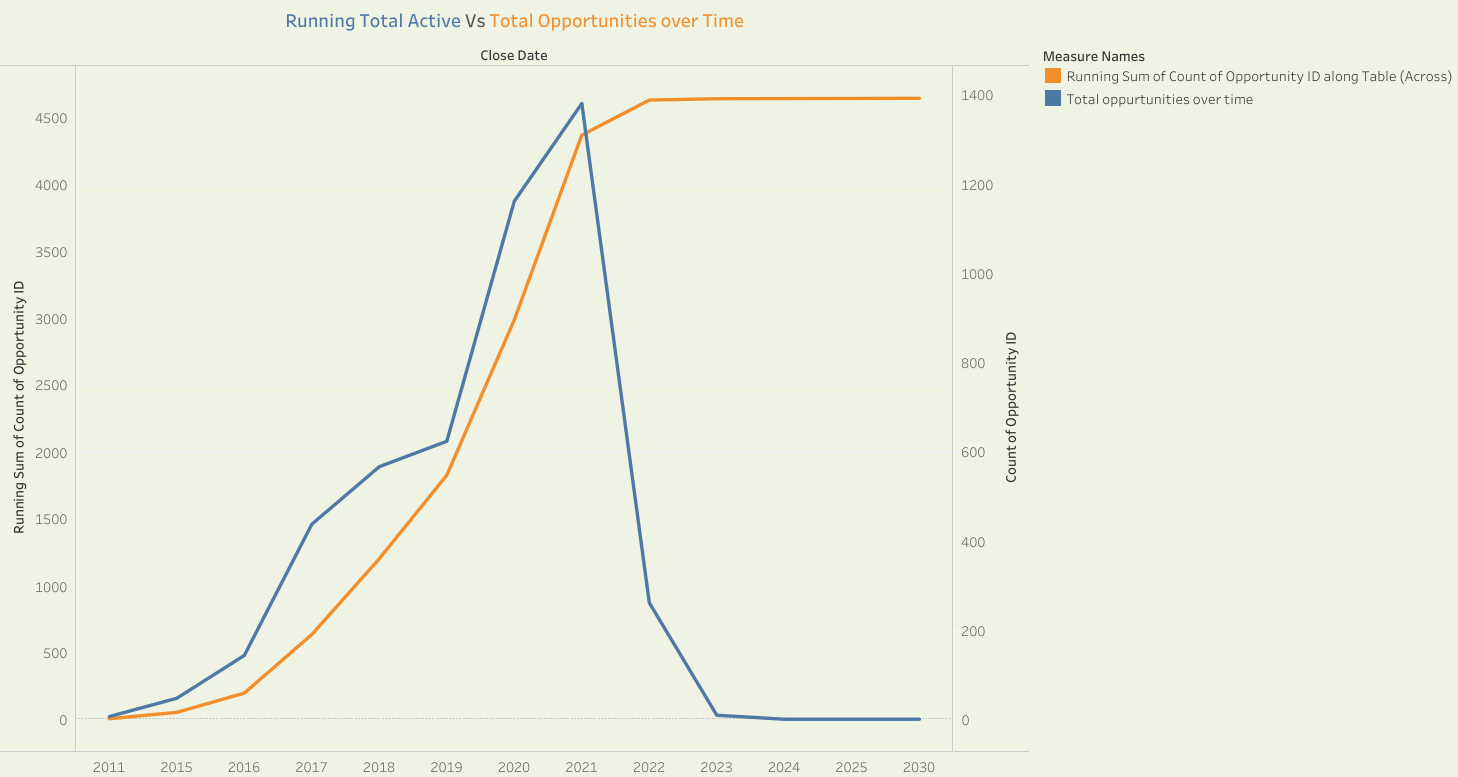 Running Total Active Vs Total Opportunities over Time
Close Date
Measure Names
Running Sum of Count of Opportunity ID along Table (Across)
Total oppurtunities over time
Running Sum of Count of Opportunity ID
4500
4000
3500
3000
2500
2000
1500
1000
500
0
1400
1200
1000
800
600
400
200
0
Count of Opportunity ID
2011 2015 2016 2017 2018 2019 2020 2021 2022 2023 2024 2025 2030